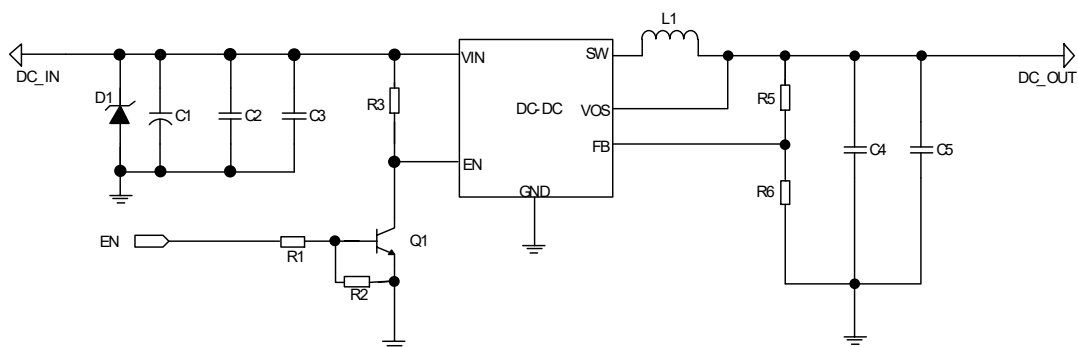 L1
VIN
SW
DC_IN
DC_OUT
D1
C1
C2
C3
R3
DC-DC
VOS
R5
EN
FB
C4
C5
GND
R6
EN
R1
Q1
R2